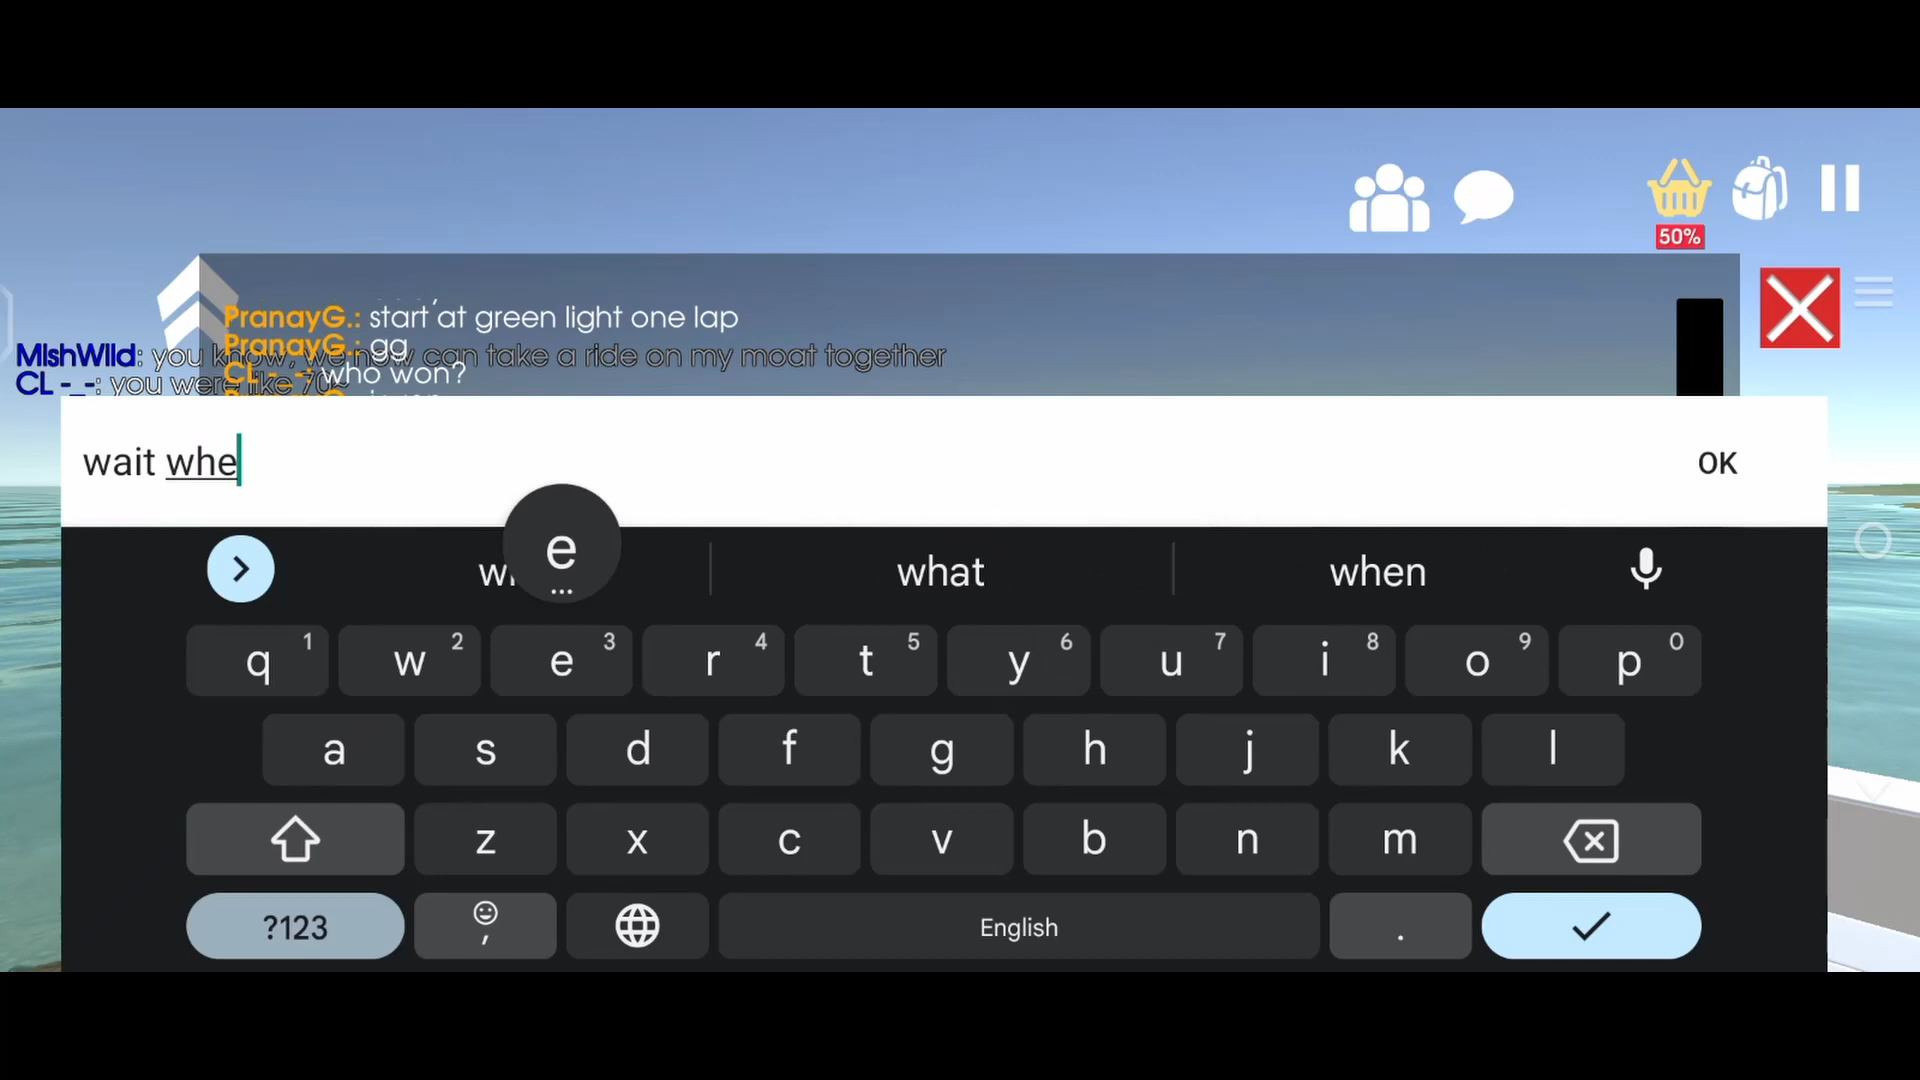 50%
PranayG.: start at green light one lap
PranayG.: gg
MishWild: you know, we now can take a ride on my moat together
CL -_-: who won?
CL -_-: you were like 70
wait whe
OK
e
what
when
q 1 w 2 e 3 r 4 t 5 y 6 u 7 i 8 o 9 p 0
a s d f g h j k l
z x c v b n m
?123 , English .